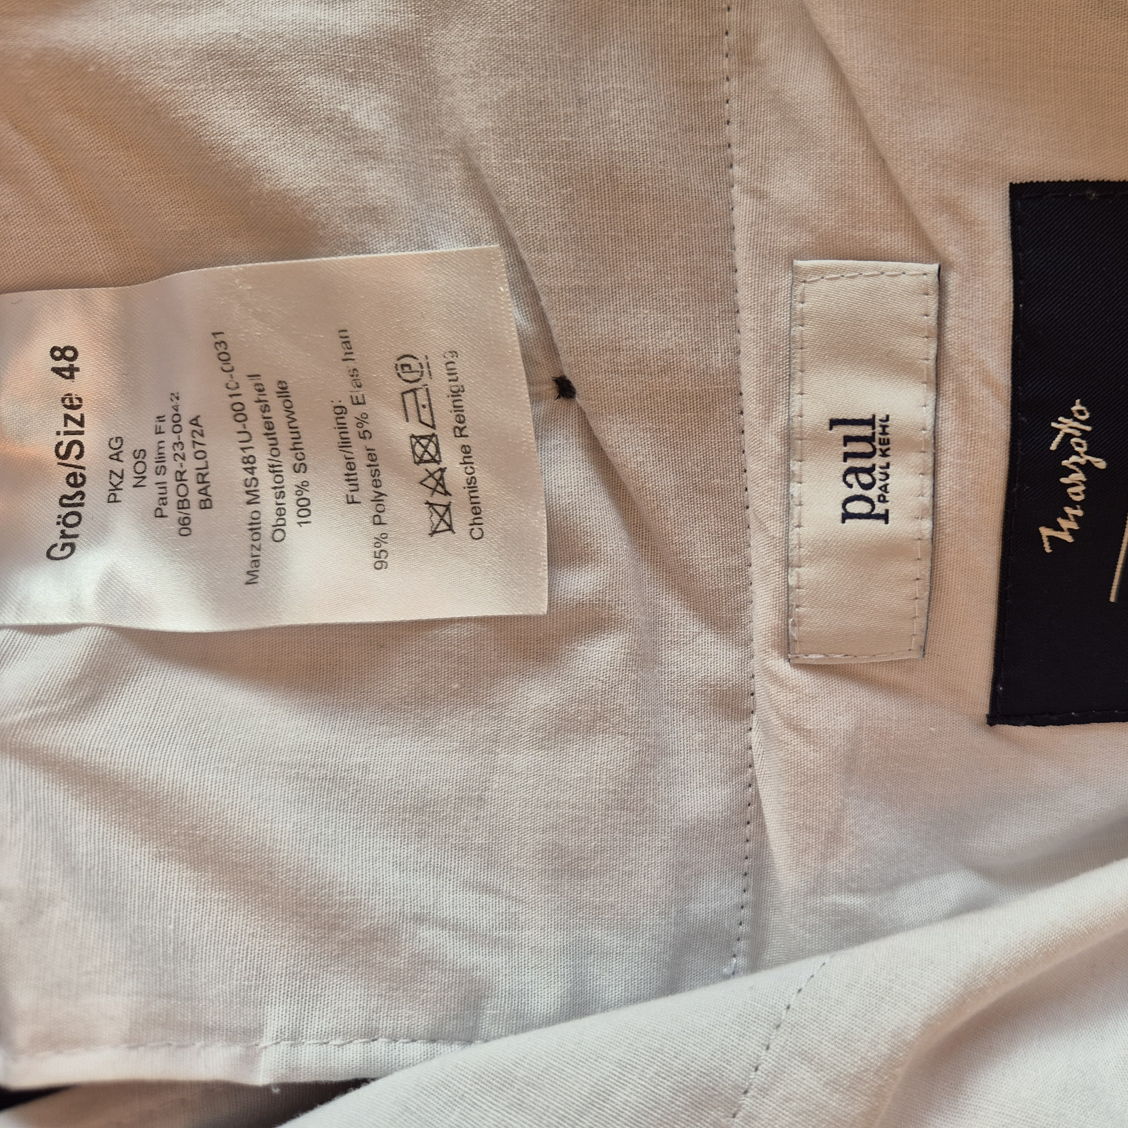 Größe/Size 48
PKZ AG
NOS
Paul Slim Fit
06/BOR-23-0042
BARL072A
Marzotto MS481U-001C-0031
Oberstoff/outershell
100% Schurwolle
Futter/lining:
95% Polyester 5% Elasthan
P
Chemische Reinigung
paul
PAUL KEHL
Marzotto